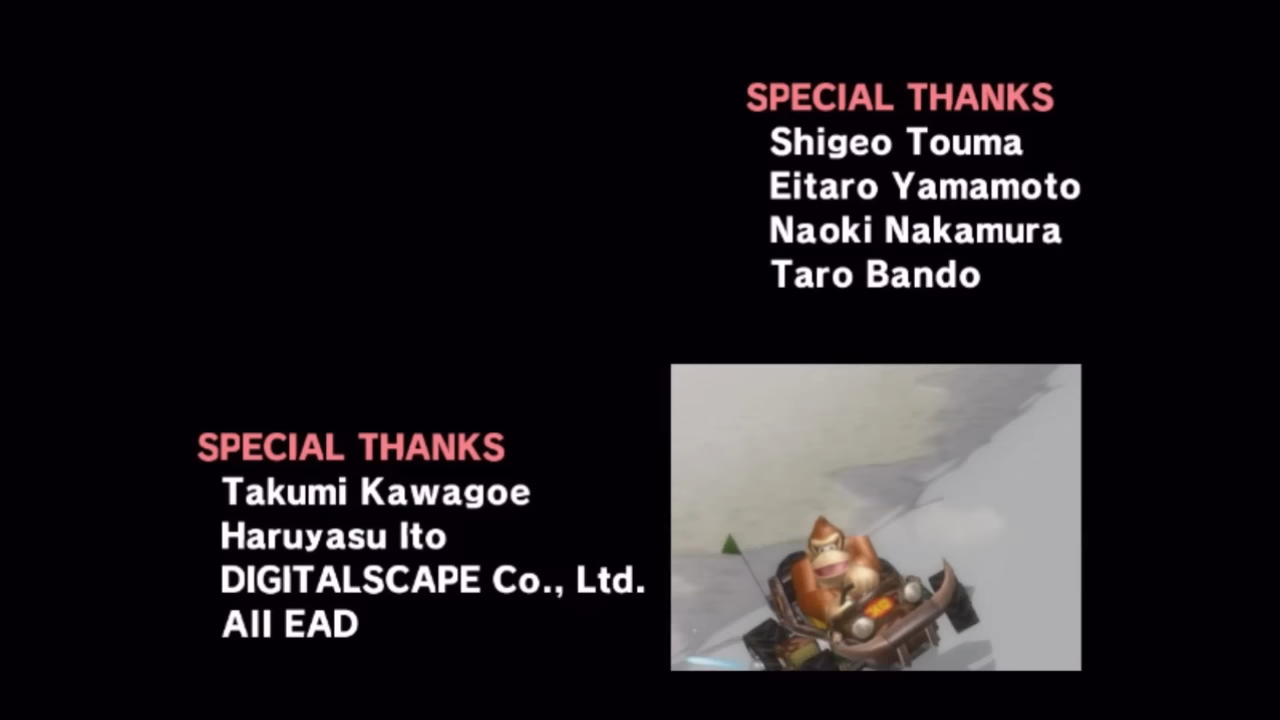 SPECIAL THANKS
Shigeo Touma
Eitaro Yamamoto
Naoki Nakamura
Taro Bando
SPECIAL THANKS
Takumi Kawagoe
Haruyasu Ito
DIGITALSCAPE Co., Ltd.
All EAD